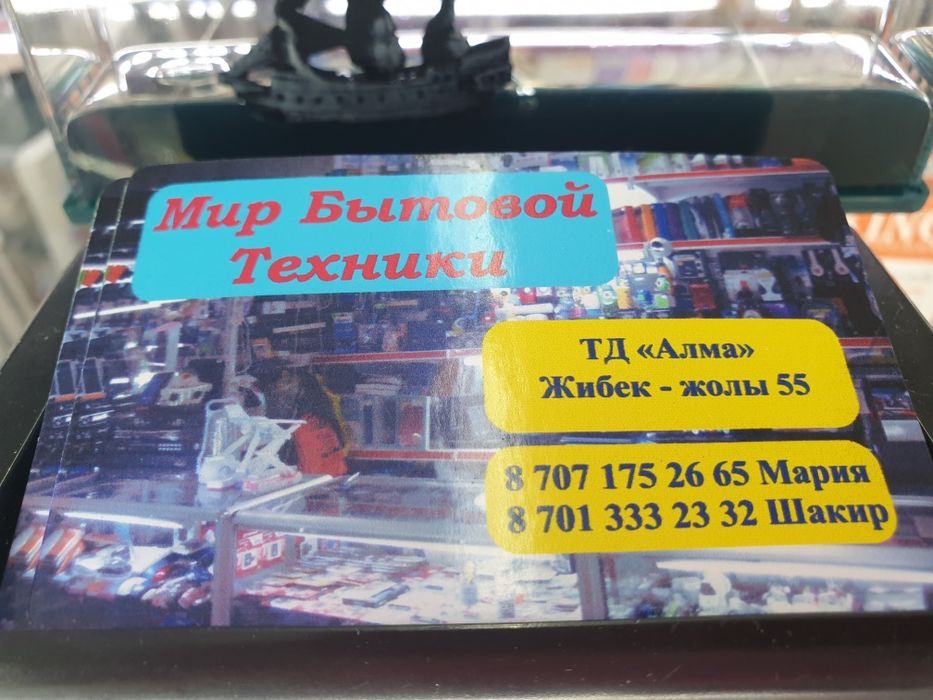 Мир Бытовой
Техники
ТД «Алма»
Жибек - жолы 55
8 707 175 26 65 Мария
8 701 333 23 32 Шакир